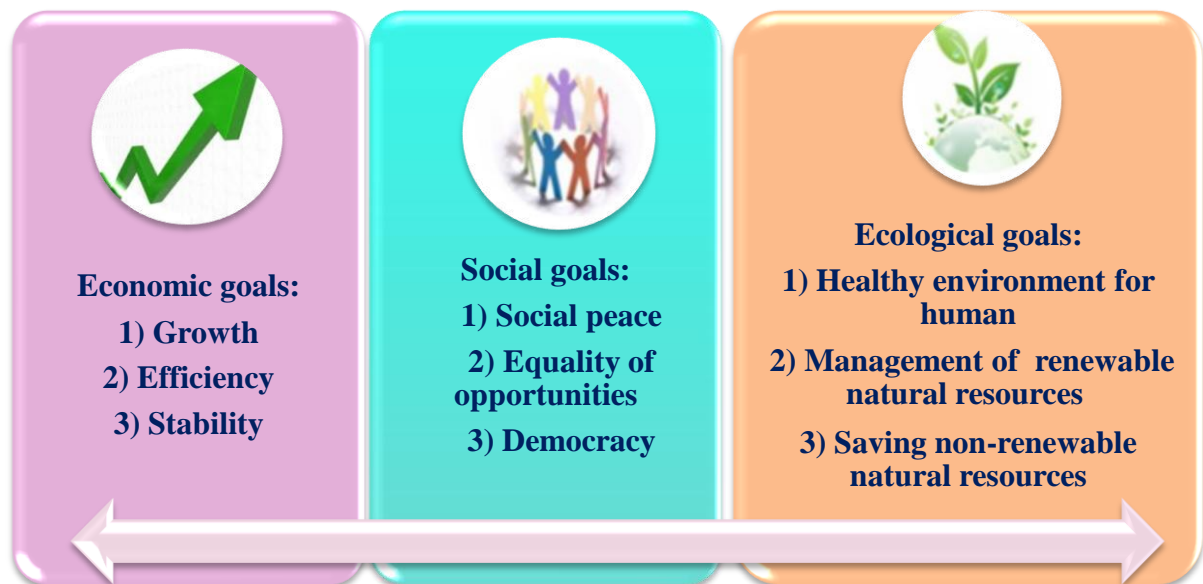 Economic goals:
1) Growth
2) Efficiency
3) Stability
Social goals:
1) Social peace
2) Equality of
opportunities
3) Democracy
Ecological goals:
1) Healthy environment for
human
2) Management of renewable
natural resources
3) Saving non-renewable
natural resources